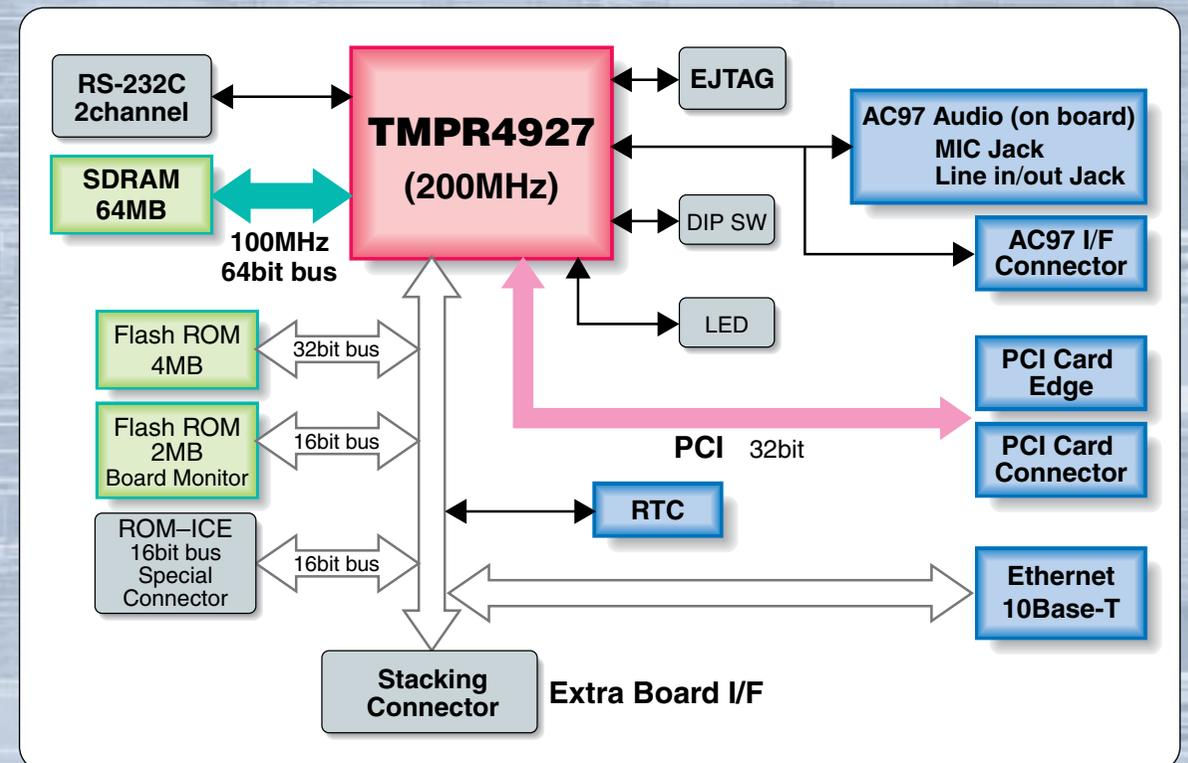 RS-232C
2channel
TMPR4927
(200MHz)
EJTAG
AC97 Audio (on board)
MIC Jack
Line in/out Jack
SDRAM
64MB
100MHz
64bit bus
DIP SW
AC97 I/F
Connector
LED
Flash ROM
4MB
32bit bus
PCI Card
Edge
Flash ROM
2MB
Board Monitor
16bit bus
PCI 32bit
PCI Card
Connector
RTC
ROM–ICE
16bit bus
Special
Connector
16bit bus
Ethernet
10Base-T
Stacking
Connector
Extra Board I/F